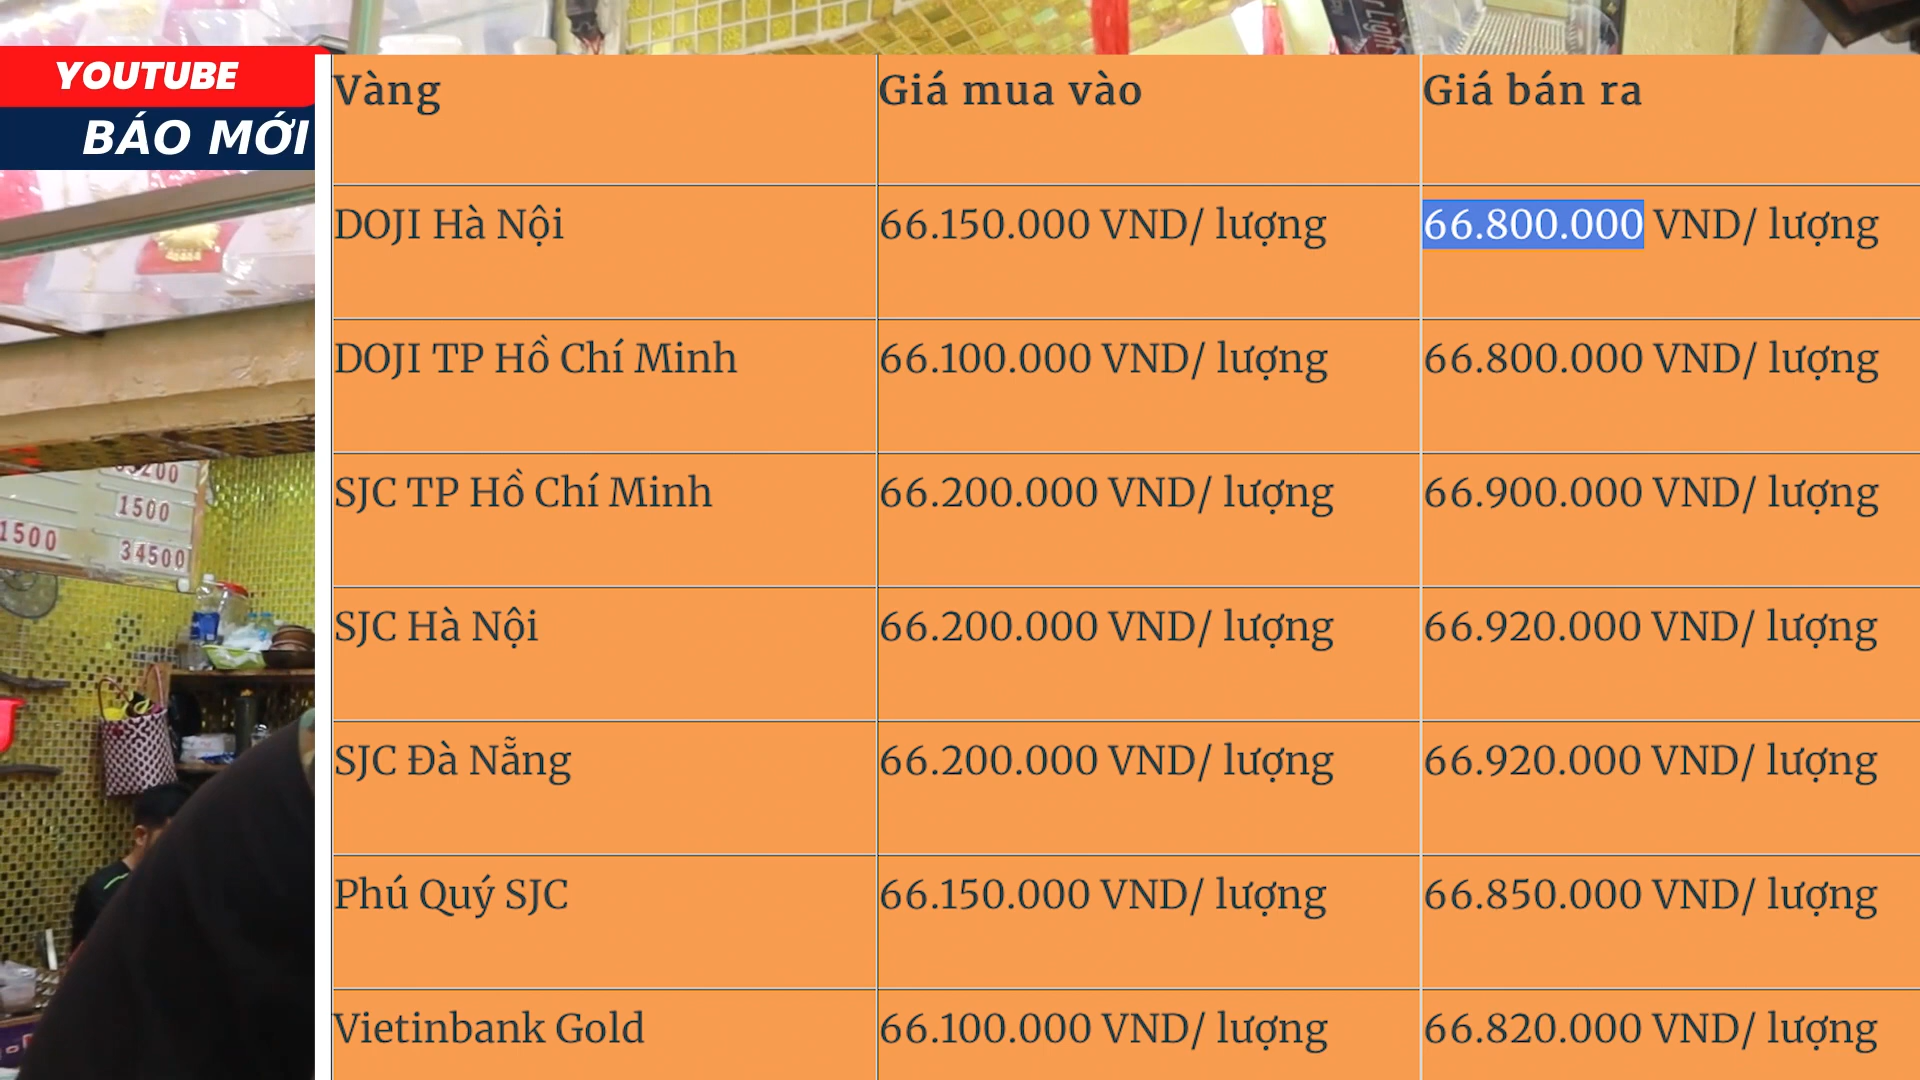 YOUTUBE
BÁO MỚI
Vàng Giá mua vào Giá bán ra
DOJI Hà Nội 66.150.000 VND/ lượng 66.800.000 VND/ lượng
DOJI TP Hồ Chí Minh 66.100.000 VND/ lượng 66.800.000 VND/ lượng
SJC TP Hồ Chí Minh 66.200.000 VND/ lượng 66.900.000 VND/ lượng
SJC Hà Nội 66.200.000 VND/ lượng 66.920.000 VND/ lượng
SJC Đà Nẵng 66.200.000 VND/ lượng 66.920.000 VND/ lượng
Phú Quý SJC 66.150.000 VND/ lượng 66.850.000 VND/ lượng
Vietinbank Gold 66.100.000 VND/ lượng 66.820.000 VND/ lượng
1500
1500
34500